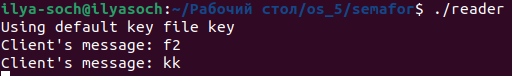 ilya-soch@ilyasoch:~/Рабочий стол/os_5/semafor$ ./reader
Using default key file key
Client's message: f2
Client's message: kk